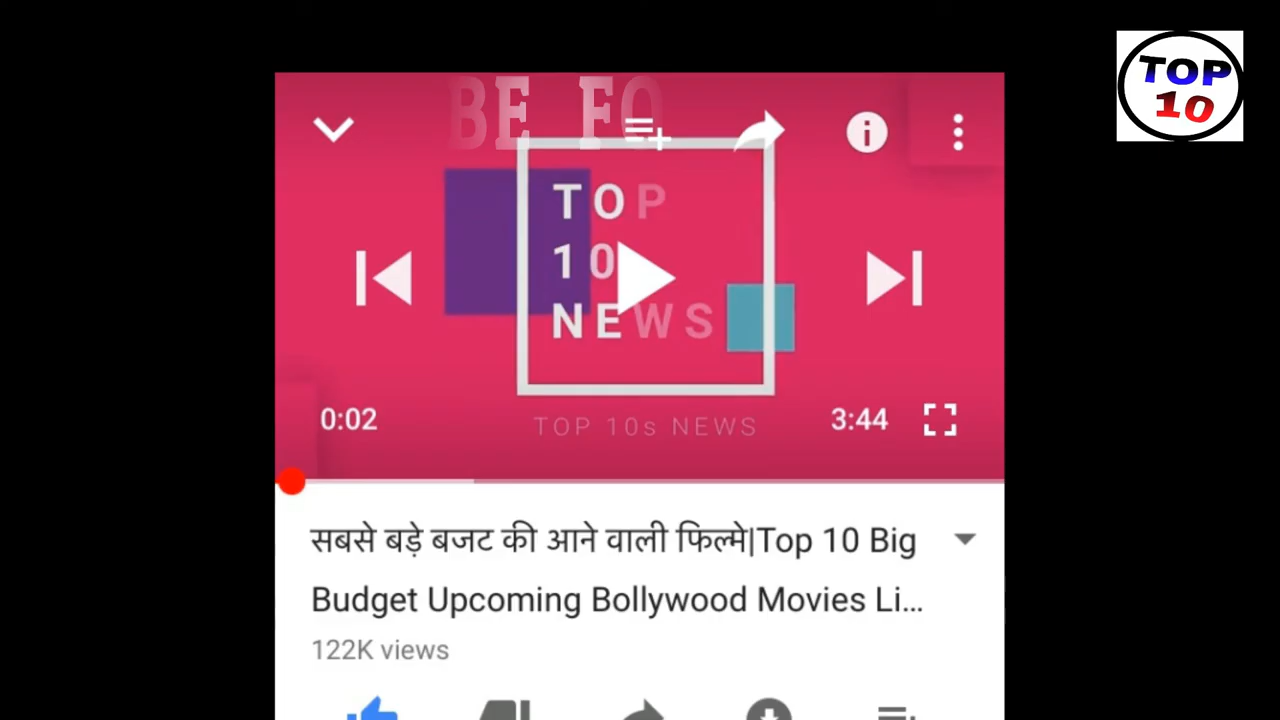 BE FO
TOP
10
TOP
10
NEWS
0:02
3:44
TOP 10s NEWS
सबसे बड़े बजट की आने वाली फिल्मे|Top 10 Big
Budget Upcoming Bollywood Movies Li...
122K views